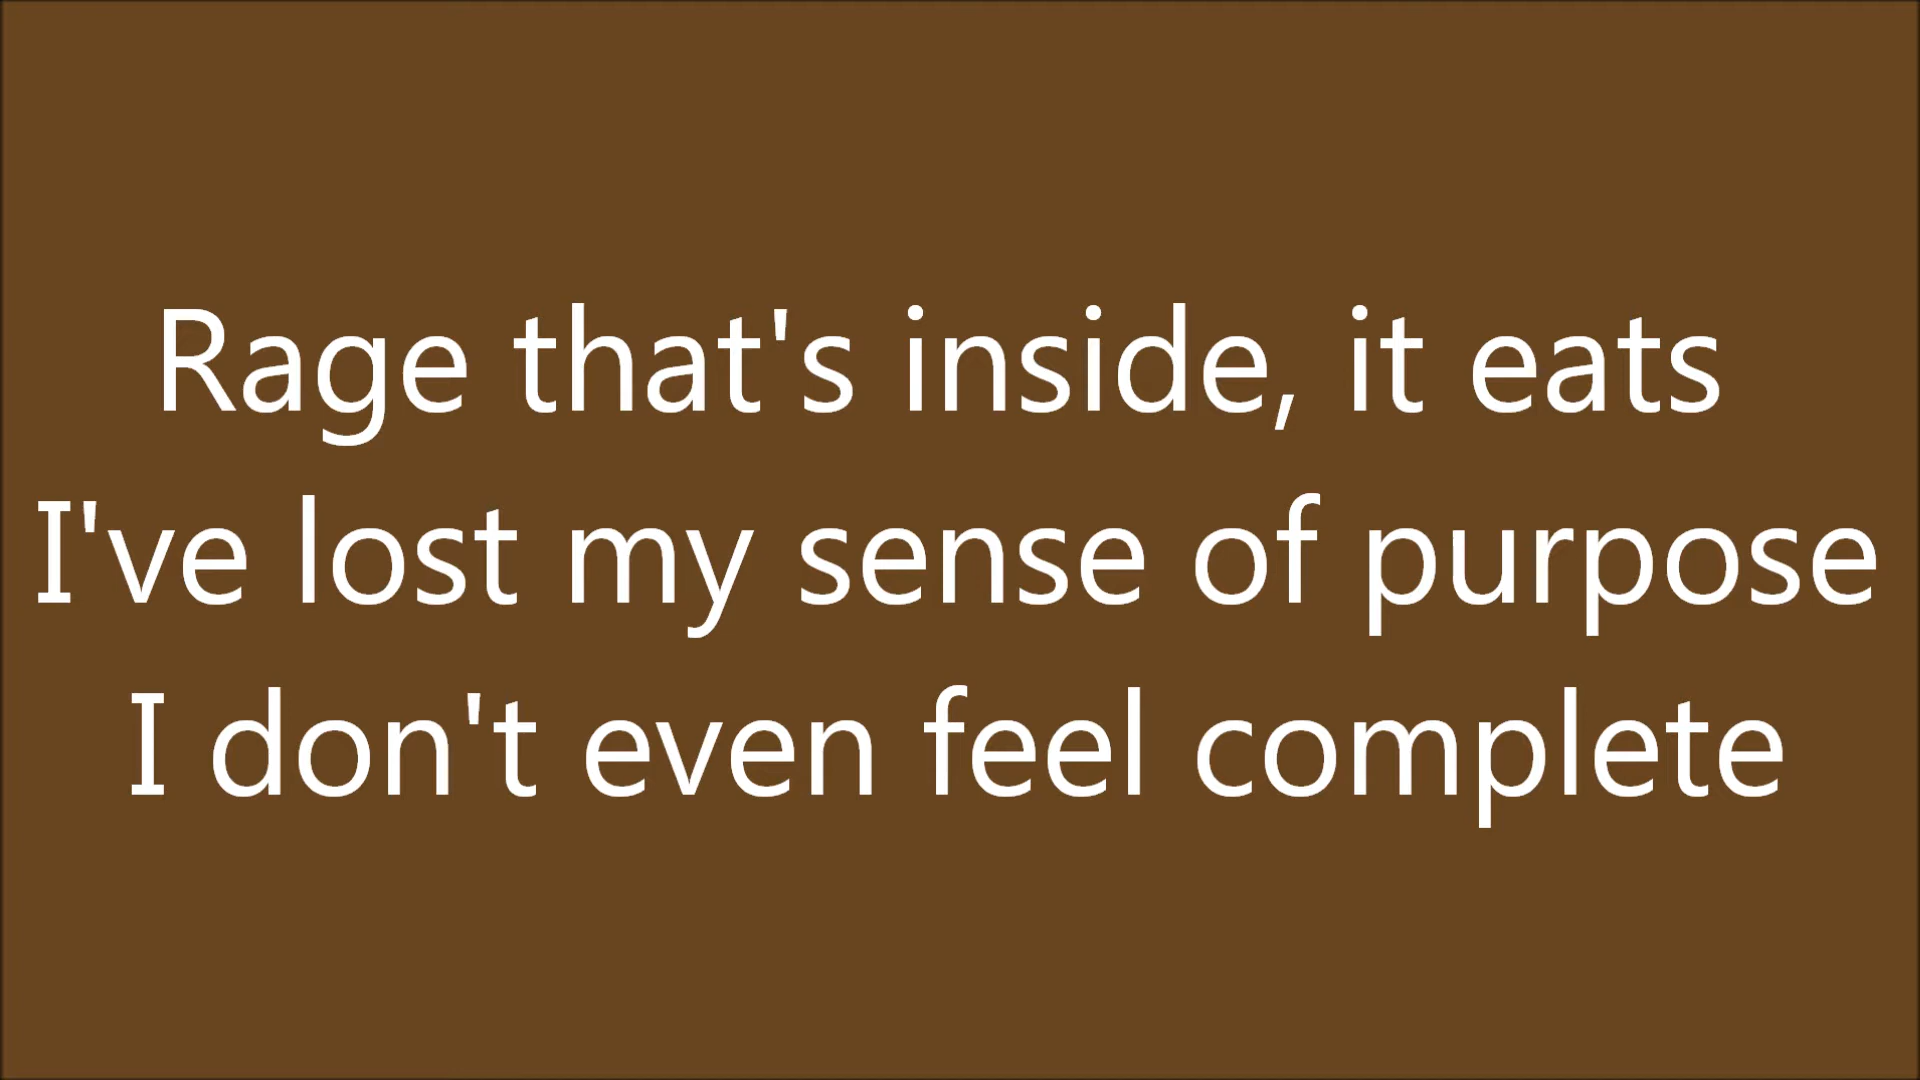 Rage that's inside, it eats
I've lost my sense of purpose
I don't even feel complete